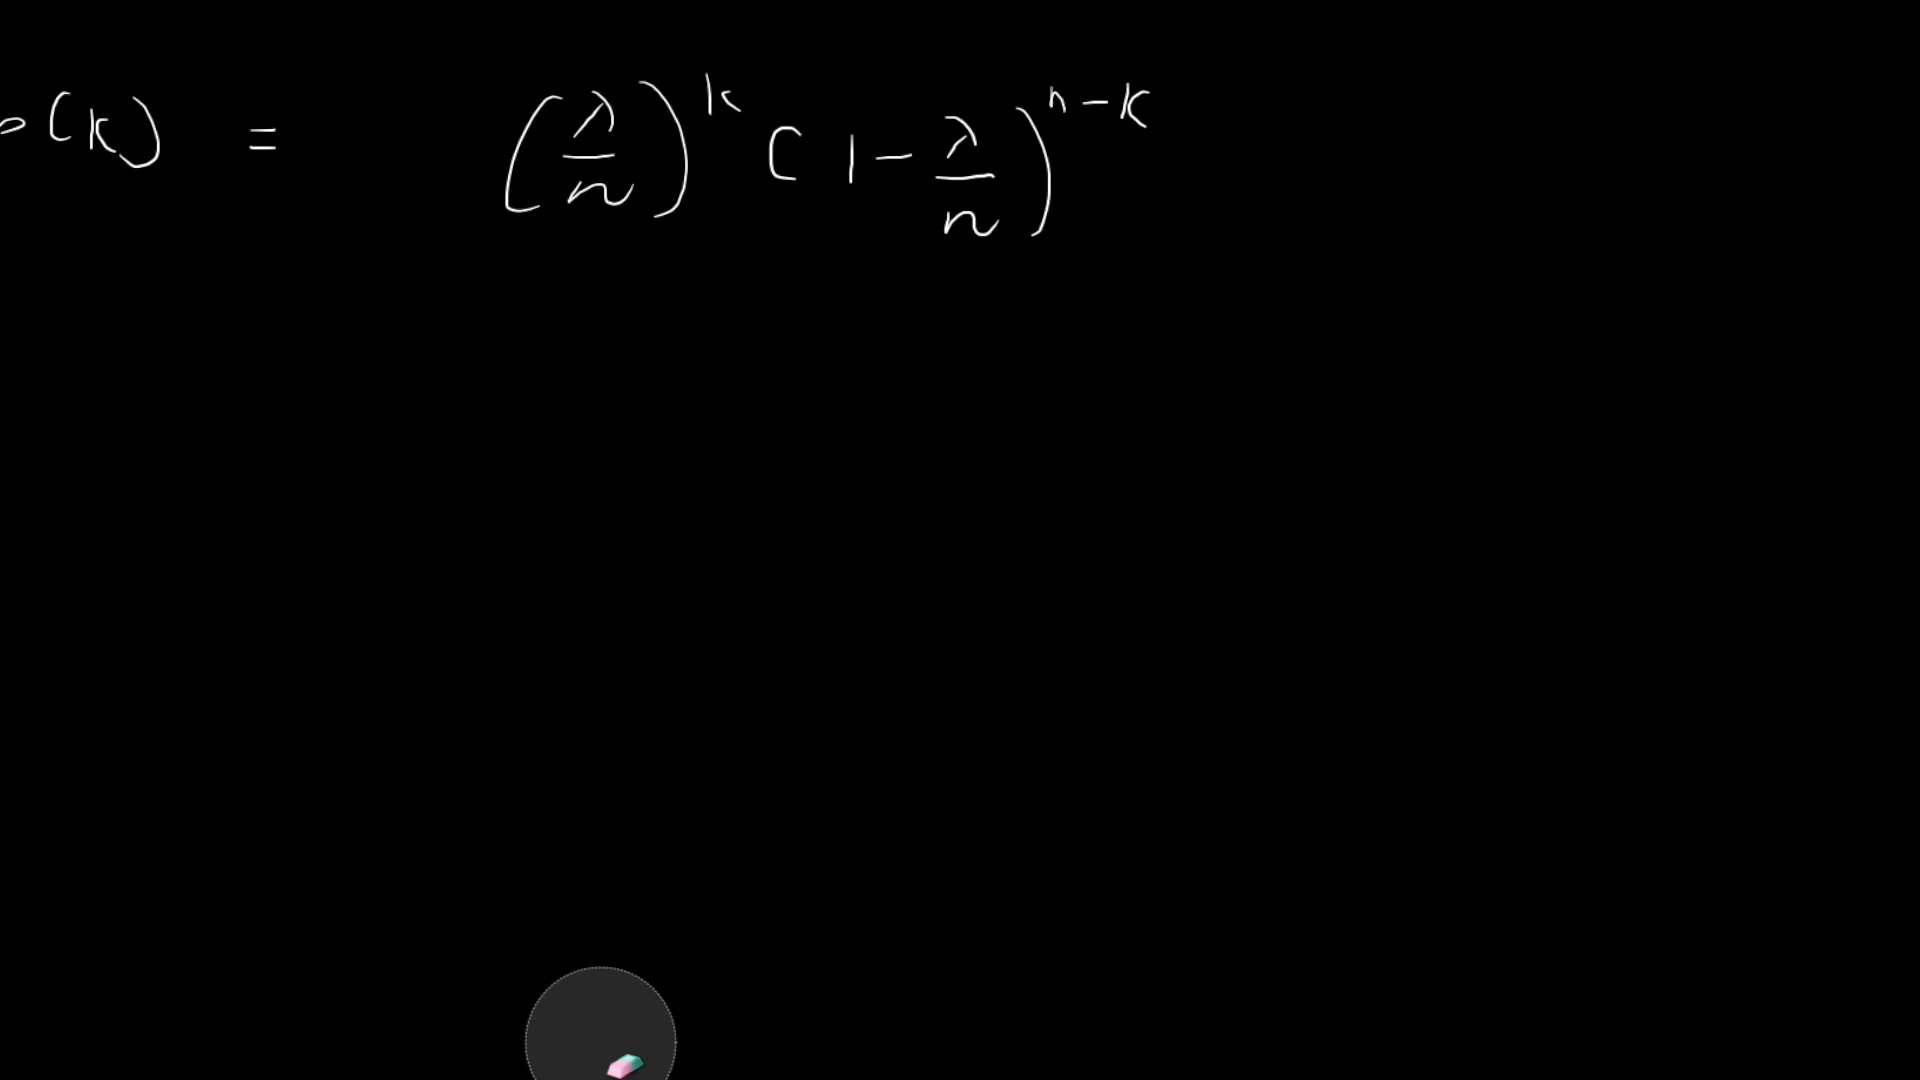 P(k) = (λ/n)^k (1 - λ/n)^n-k